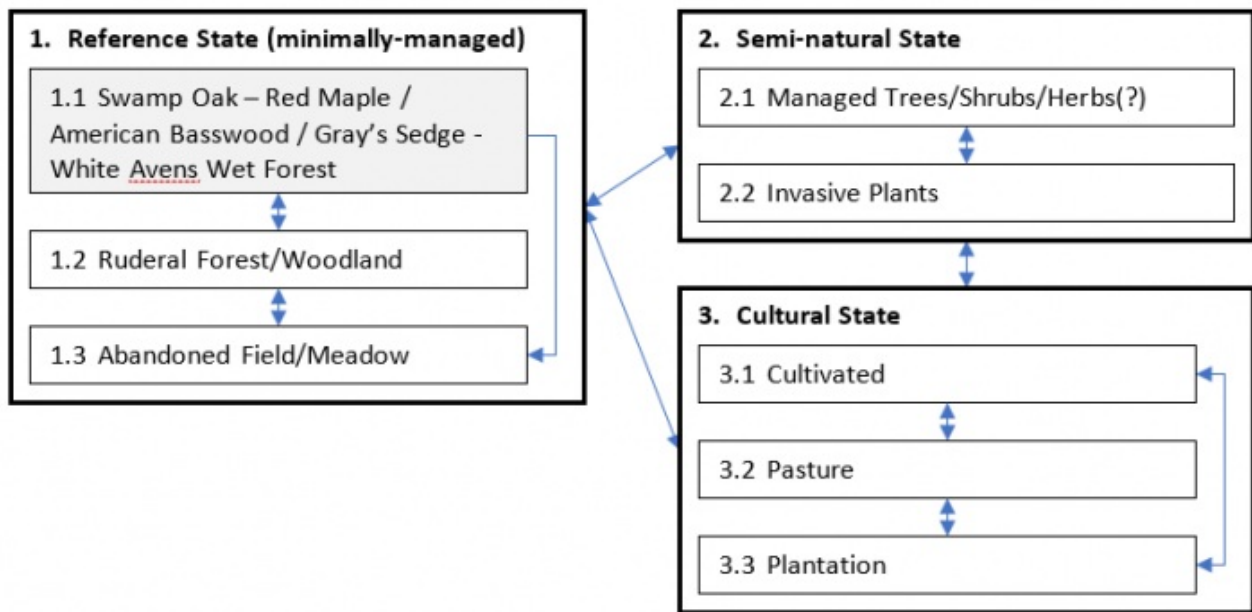 1. Reference State (minimally-managed)
1.1 Swamp Oak – Red Maple /
American Basswood / Gray’s Sedge -
White Avens Wet Forest
1.2 Ruderal Forest/Woodland
1.3 Abandoned Field/Meadow
2. Semi-natural State
2.1 Managed Trees/Shrubs/Herbs(?)
2.2 Invasive Plants
3. Cultural State
3.1 Cultivated
3.2 Pasture
3.3 Plantation